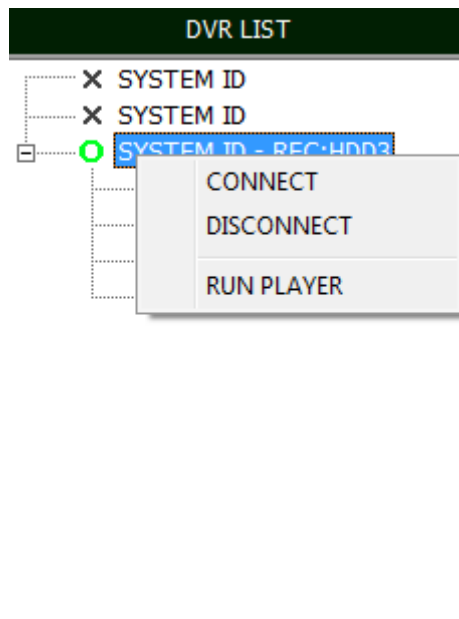 DVR LIST
SYSTEM ID
SYSTEM ID
SYSTEM ID - REC:HDD3
CONNECT
DISCONNECT
RUN PLAYER